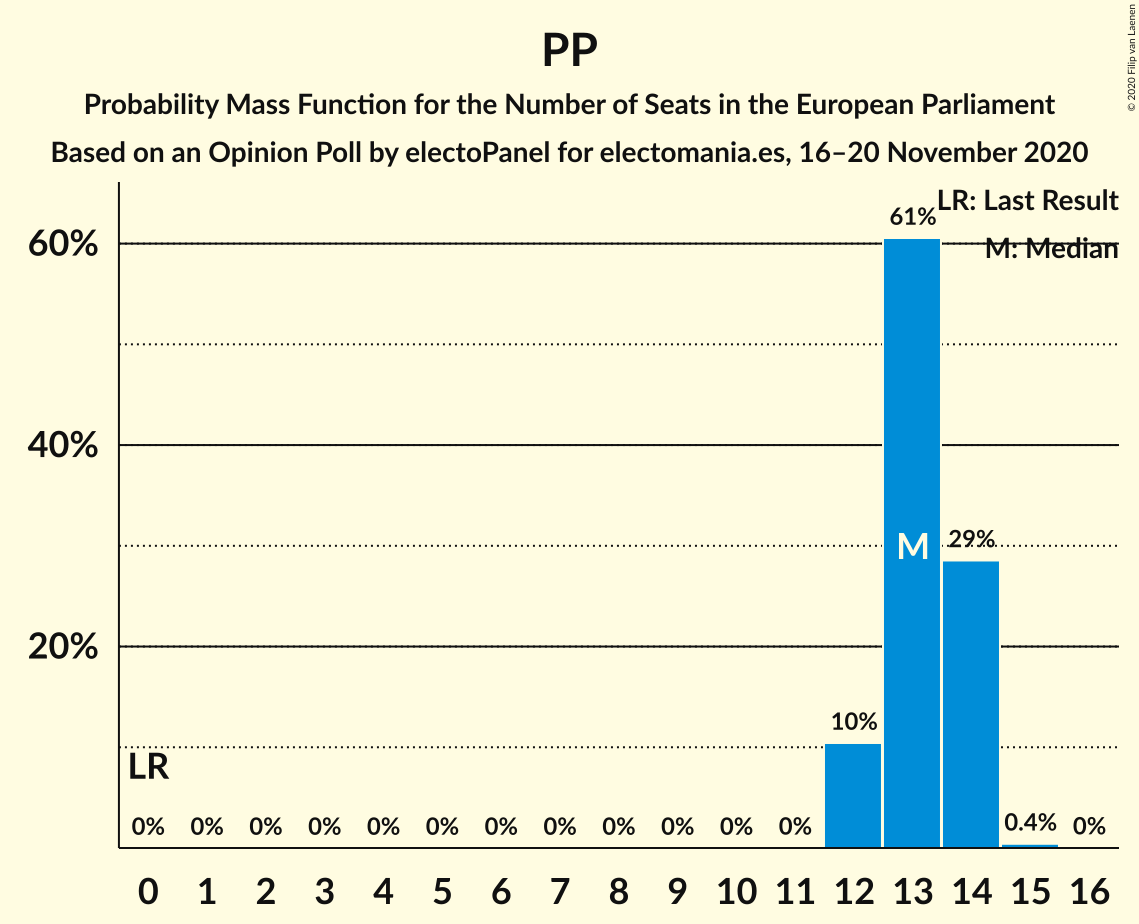 PP
Probability Mass Function for the Number of Seats in the European Parliament
Based on an Opinion Poll by electoPanel for electomania.es, 16–20 November 2020
© 2020 Filip van Laenen
LR: Last Result
M: Median
60%
40%
20%
61%
M
29%
10%
LR
0% 0% 0% 0% 0% 0% 0% 0% 0% 0% 0% 0% 0.4% 0%
0 1 2 3 4 5 6 7 8 9 10 11 12 13 14 15 16